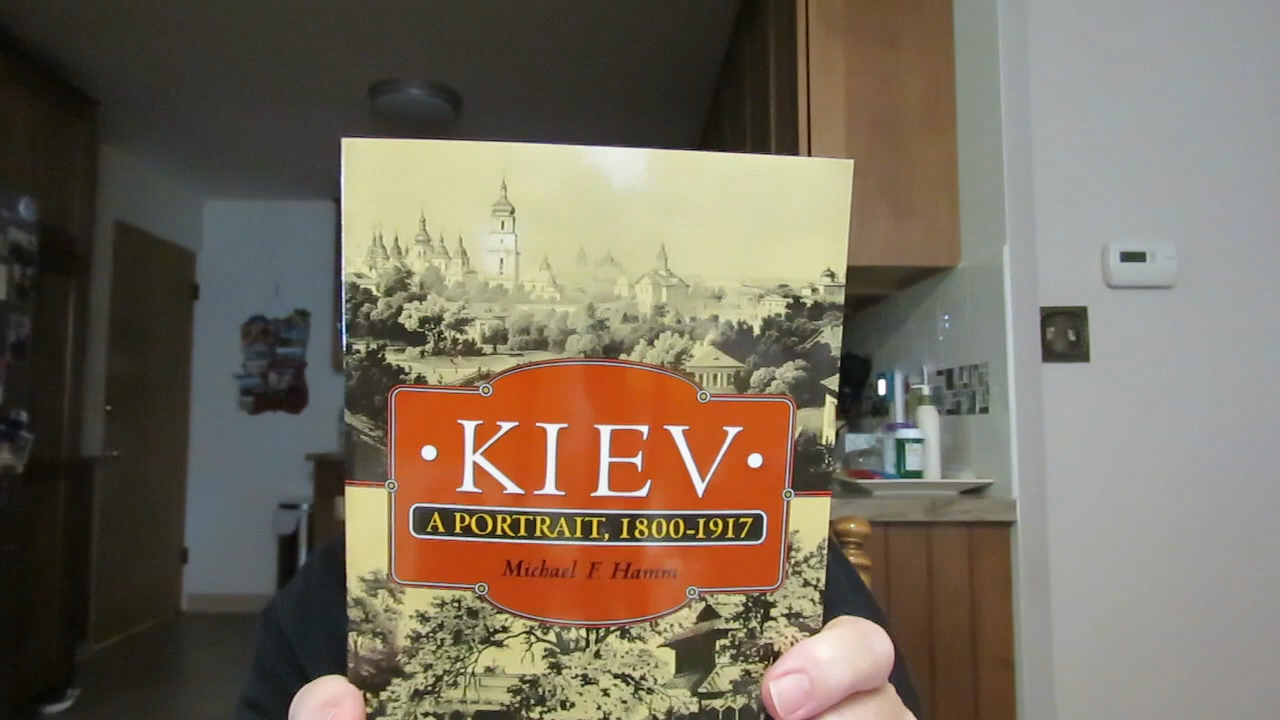 • KIEV •
A PORTRAIT, 1800-1917
Michael F. Hamm